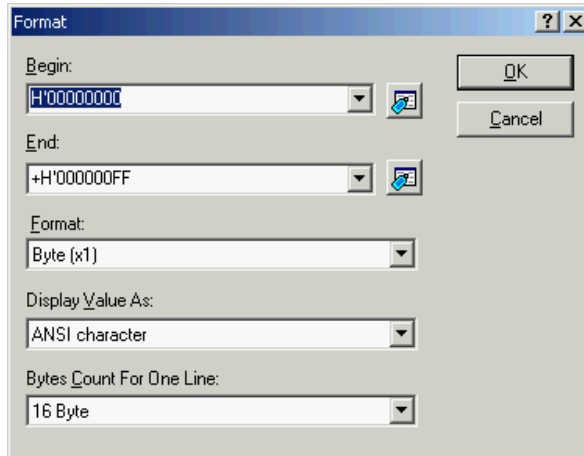 Format
Begin:
H'00000000
OK
Cancel
End:
+H'000000FF
Format:
Byte (x1)
Display Value As:
ANSI character
Bytes Count For One Line:
16 Byte